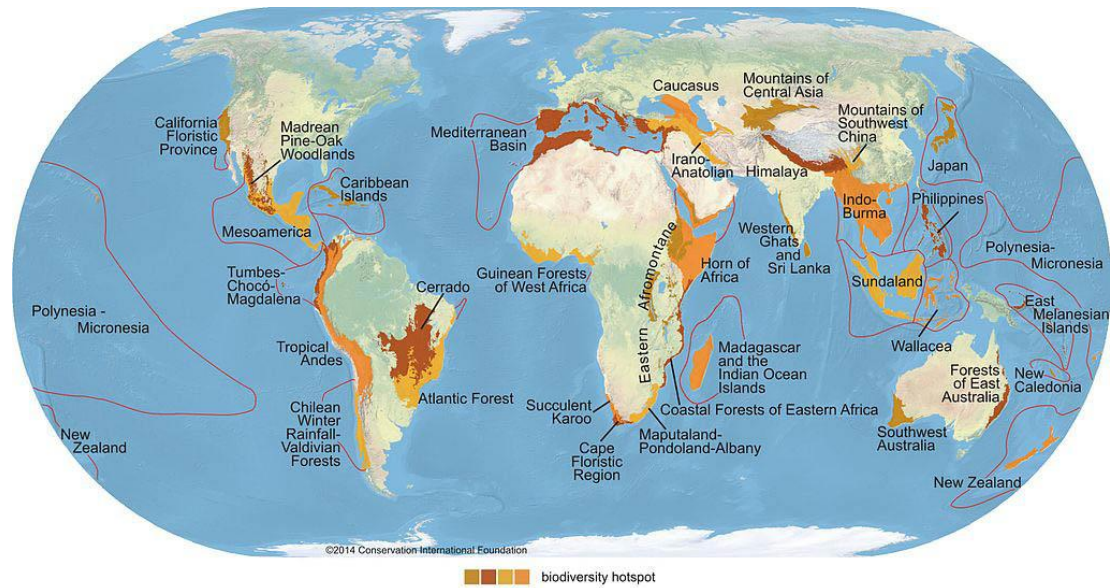 California
Floristic
Province
Madrean
Pine-Oak
Woodlands
Caribbean
Islands
Mesoamerica
Tumbes-
Chocó-
Magdalena
Polynesia -
Micronesia
Cerrado
Tropical
Andes
Atlantic Forest
Chilean
Winter
Rainfall-
Valdivian
Forests
New
Zealand
Mediterranean
Basin
Caucasus
Irano-
Anatolian
Mountains of
Central Asia
Mountains of
Southwest
China
Himalaya
Japan
Indo-
Burma
Philippines
Western
Ghats
and
Sri Lanka
Guinean Forests
of West Africa
Eastern Afromontane
Horn of
Africa
Sundaland
Wallacea
Polynesia-
Micronesia
East
Melanesian
Islands
Madagascar
and the
Indian Ocean
Islands
Coastal Forests of Eastern Africa
Succulent
Karoo
Cape
Floristic
Region
Maputaland-
Pondoland-Albany
Forests
of East
Australia
New
Caledonia
Southwest
Australia
New Zealand
©2014 Conservation International Foundation
biodiversity hotspot